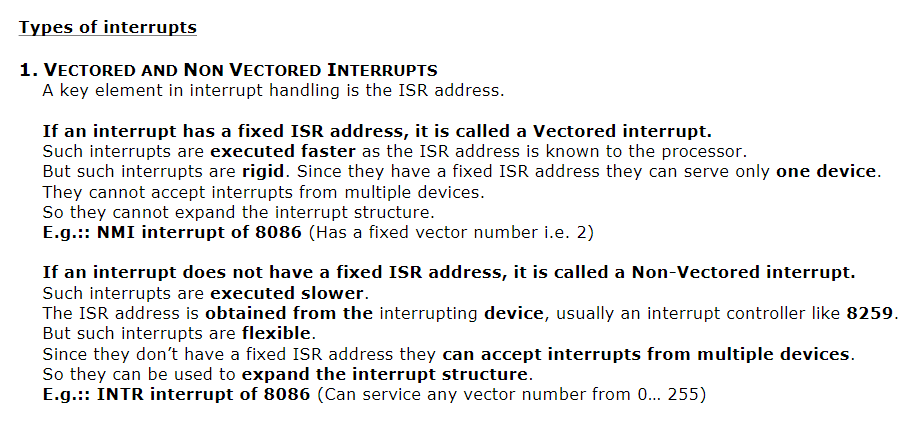 Types of interrupts
1. VECTORED AND NON VECTORED INTERRUPTS
A key element in interrupt handling is the ISR address.
If an interrupt has a fixed ISR address, it is called a Vectored interrupt.
Such interrupts are executed faster as the ISR address is known to the processor.
But such interrupts are rigid. Since they have a fixed ISR address they can serve only one device.
They cannot accept interrupts from multiple devices.
So they cannot expand the interrupt structure.
E.g.:: NMI interrupt of 8086 (Has a fixed vector number i.e. 2)
If an interrupt does not have a fixed ISR address, it is called a Non-Vectored interrupt.
Such interrupts are executed slower.
The ISR address is obtained from the interrupting device, usually an interrupt controller like 8259.
But such interrupts are flexible.
Since they don’t have a fixed ISR address they can accept interrupts from multiple devices.
So they can be used to expand the interrupt structure.
E.g.:: INTR interrupt of 8086 (Can service any vector number from 0… 255)